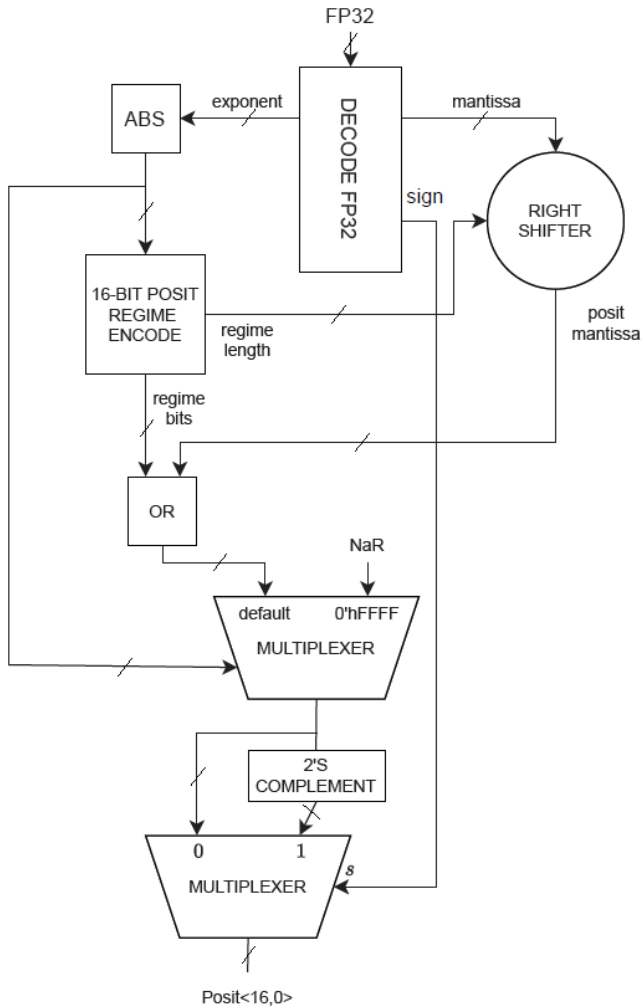 FP32
exponent
mantissa
ABS
DECODE FP32
sign
RIGHT
SHIFTER
16-BIT POSIT
REGIME
ENCODE
regime
length
posit
mantissa
regime
bits
OR
NaR
default
0'hFFFF
MULTIPLEXER
2'S
COMPLEMENT
0
1
s
MULTIPLEXER
Posit<16,0>